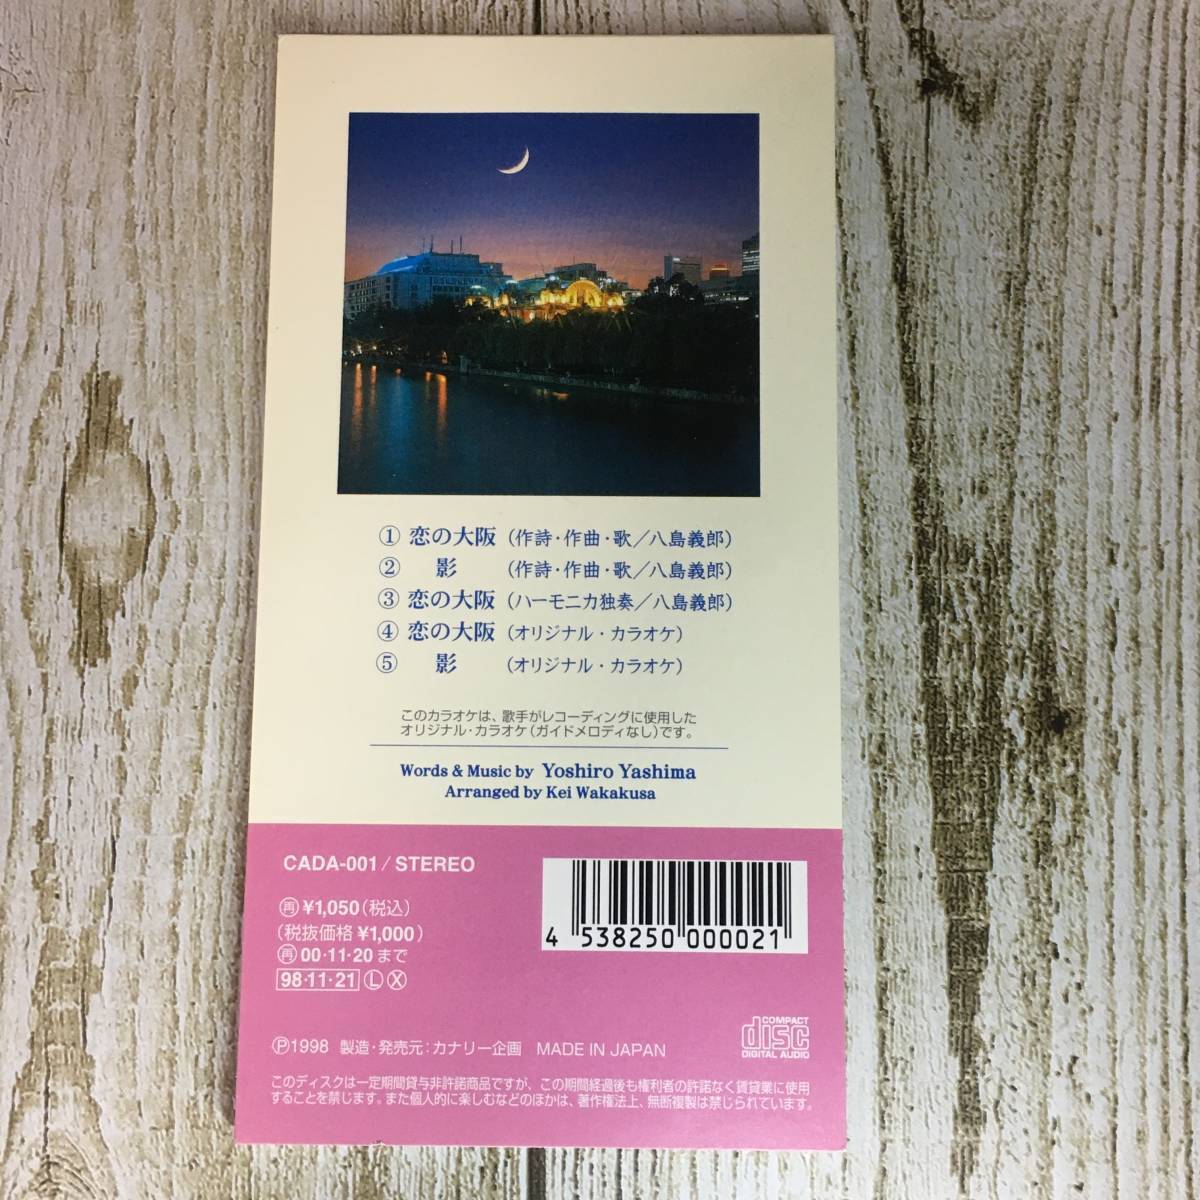 ① 恋の大阪 (作詩・作曲・歌／八島義郎)
② 影 (作詩・作曲・歌／八島義郎)
③ 恋の大阪 (ハーモニカ独奏／八島義郎)
④ 恋の大阪 (オリジナル・カラオケ)
⑤ 影 (オリジナル・カラオケ)
このカラオケは、歌手がレコーディングに使用した
オリジナル・カラオケ(ガイドメロディなし)です。
Words & Music by Yoshiro Yashima
Arranged by Kei Wakakusa
CADA-001/STEREO
再 ¥1,050(税込)
(税抜価格 ¥1,000)
再 00・11・20 まで
98・11・21 Ⓛ Ⓧ
4 538250 000021
COMPACT
disc
DIGITAL AUDIO
Ⓟ1998 製造・発売元:カナリー企画 MADE IN JAPAN
このディスクは一定期間貸与非許諾商品ですが、この期間経過後も権利者の許諾なく賃貸業に使用
することを禁じます。また個人的に楽しむなどのほかは、著作権法上、無断複製は禁じられています。